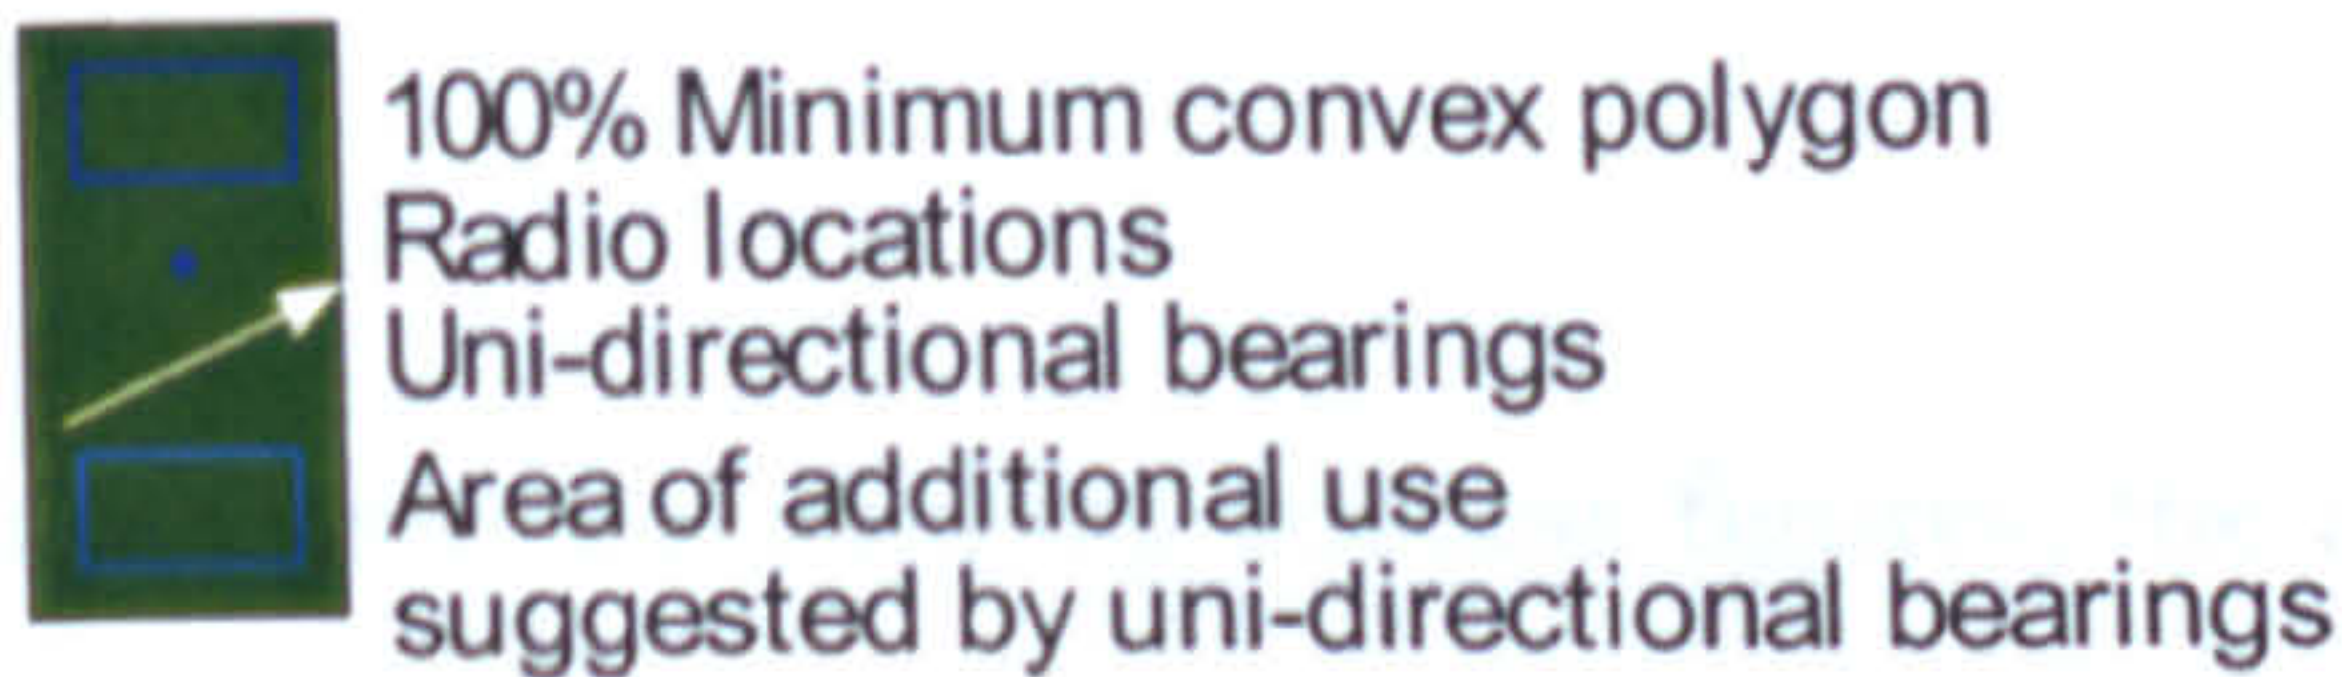 100% Minimum convex polygon
Radio locations
Uni-directional bearings
Area of additional use
suggested by uni-directional bearings